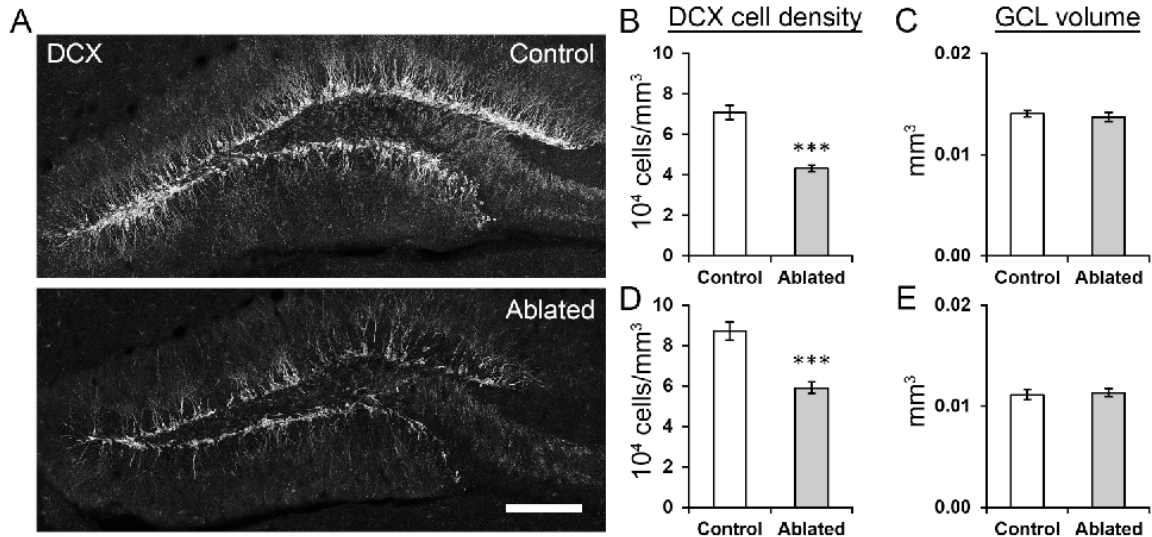 A
DCX
Control
Ablated
B
DCX cell density
10⁴ cells/mm³
10
8
6
4
2
0
***
Control
Ablated
C
GCL volume
mm³
0.02
0.01
0.00
Control
Ablated
D
10⁴ cells/mm³
10
8
6
4
2
0
***
Control
Ablated
E
mm³
0.02
0.01
0.00
Control
Ablated